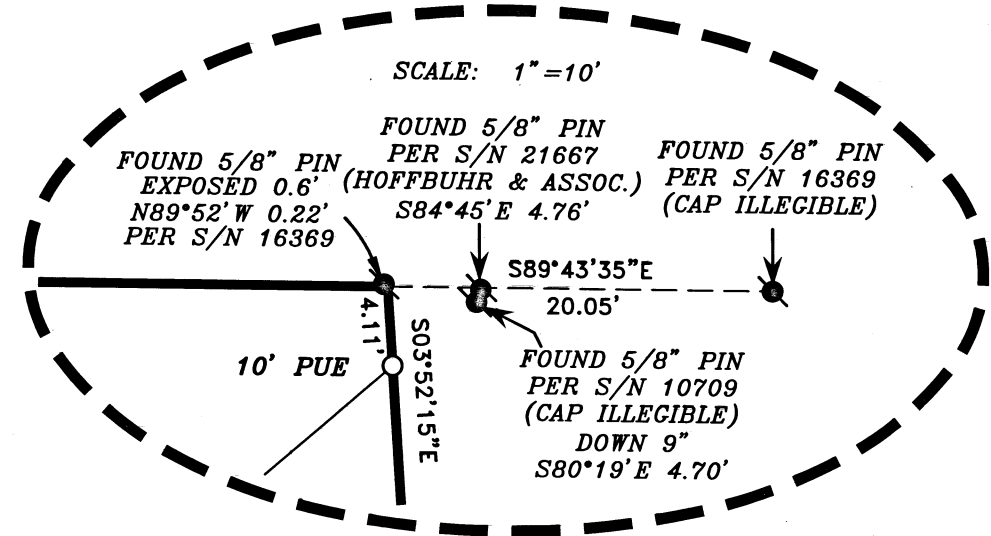 SCALE: 1"=10'
FOUND 5/8" PIN
EXPOSED 0.6'
N89°52'W 0.22'
PER S/N 16369
FOUND 5/8" PIN
PER S/N 21667
(HOFFBUHR & ASSOC.)
S84°45'E 4.76'
FOUND 5/8" PIN
PER S/N 16369
(CAP ILLEGIBLE)
S89°43'35"E
20.05'
4.11'
S03°52'15"E
10' PUE
FOUND 5/8" PIN
PER S/N 10709
(CAP ILLEGIBLE)
DOWN 9"
S80°19'E 4.70'